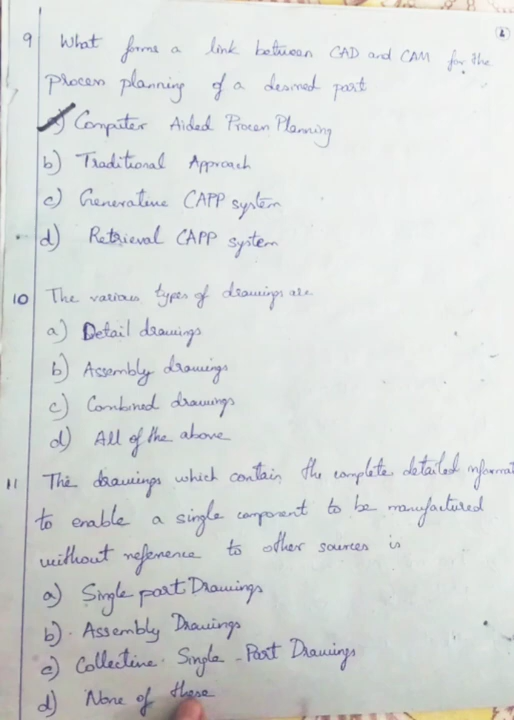 ①
9 What forms a link between CAD and CAM for the
process planning of a desired part
a) Computer Aided Process Planning
b) Traditional Approach
c) Generative CAPP system
d) Retrieval CAPP system
10 The various types of drawings are
a) Detail drawings
b) Assembly drawings
c) Combined drawings
d) All of the above
11 The drawings which contain the complete detailed informat
to enable a single component to be manufactured
without reference to other sources is
a) Single part Drawings
b). Assembly Drawings
c) Collective Single-Part Drawings
d) None of these